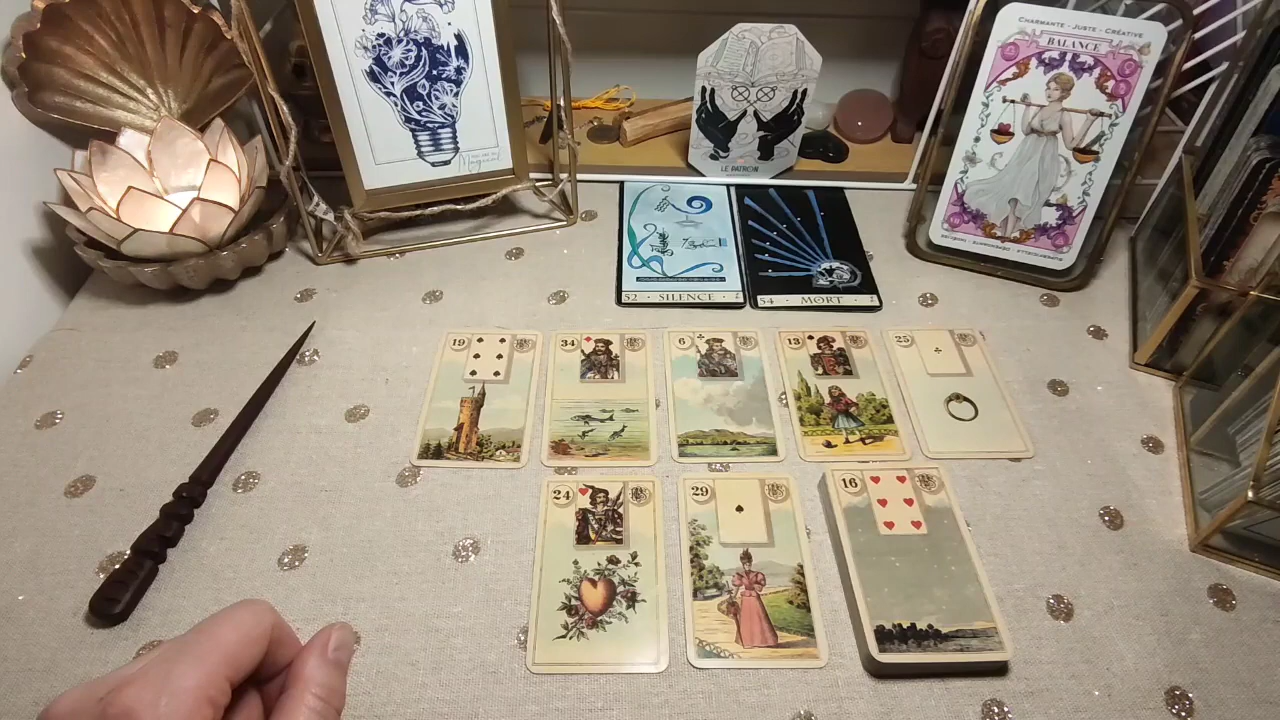 CHARMANTE - JUSTE - CRÉATIVE
BALANCE
LE PATRON
52 • SILENCE
54 • MORT
19
34
6
13
25
24
29
16